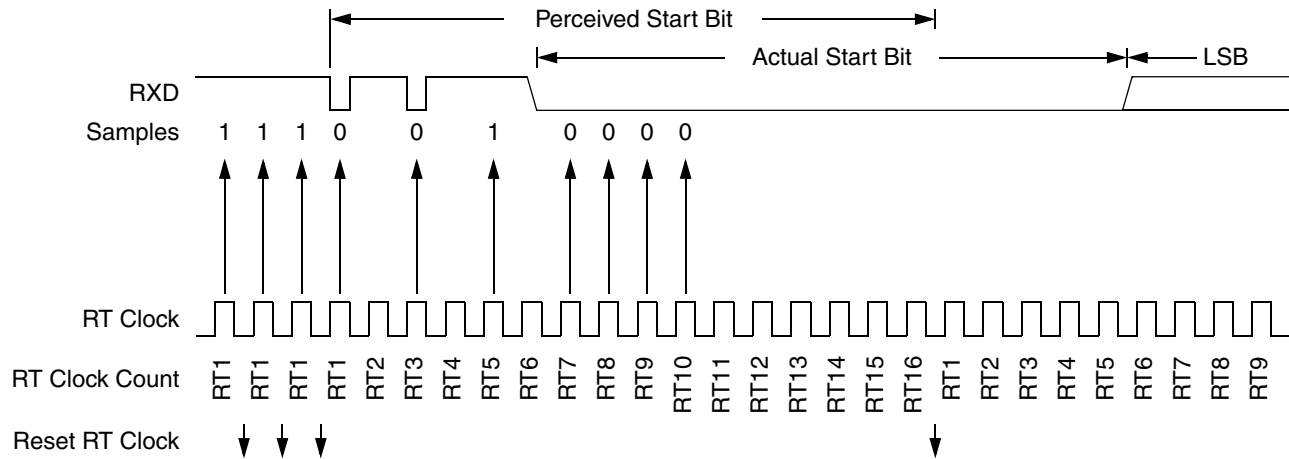 Perceived Start Bit
Actual Start Bit LSB
RXD
Samples 1 1 1 0 0 1 0 0 0 0
RT Clock
RT Clock Count RT1 RT1 RT1 RT1 RT2 RT3 RT4 RT5 RT6 RT7 RT8 RT9 RT10 RT11 RT12 RT13 RT14 RT15 RT16 RT1 RT2 RT3 RT4 RT5 RT6 RT7 RT8 RT9
Reset RT Clock